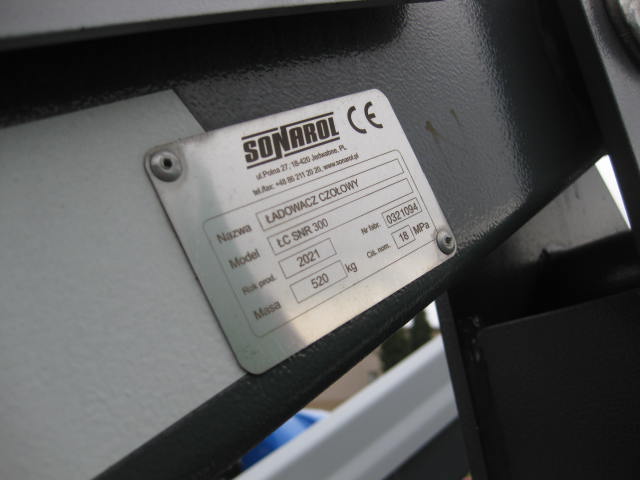 SONAROL CE
ul.Polna 27, 18-420 Jedwabne, PL
tel./fax: +48 86 211 20 20, www.sonarol.pl
Nazwa ŁADOWACZ CZOŁOWY
Model ŁC SNR 300
Rok prod. 2021 Nr fabr. 0321094
Masa 520 kg Ciś. nom. 18 MPa